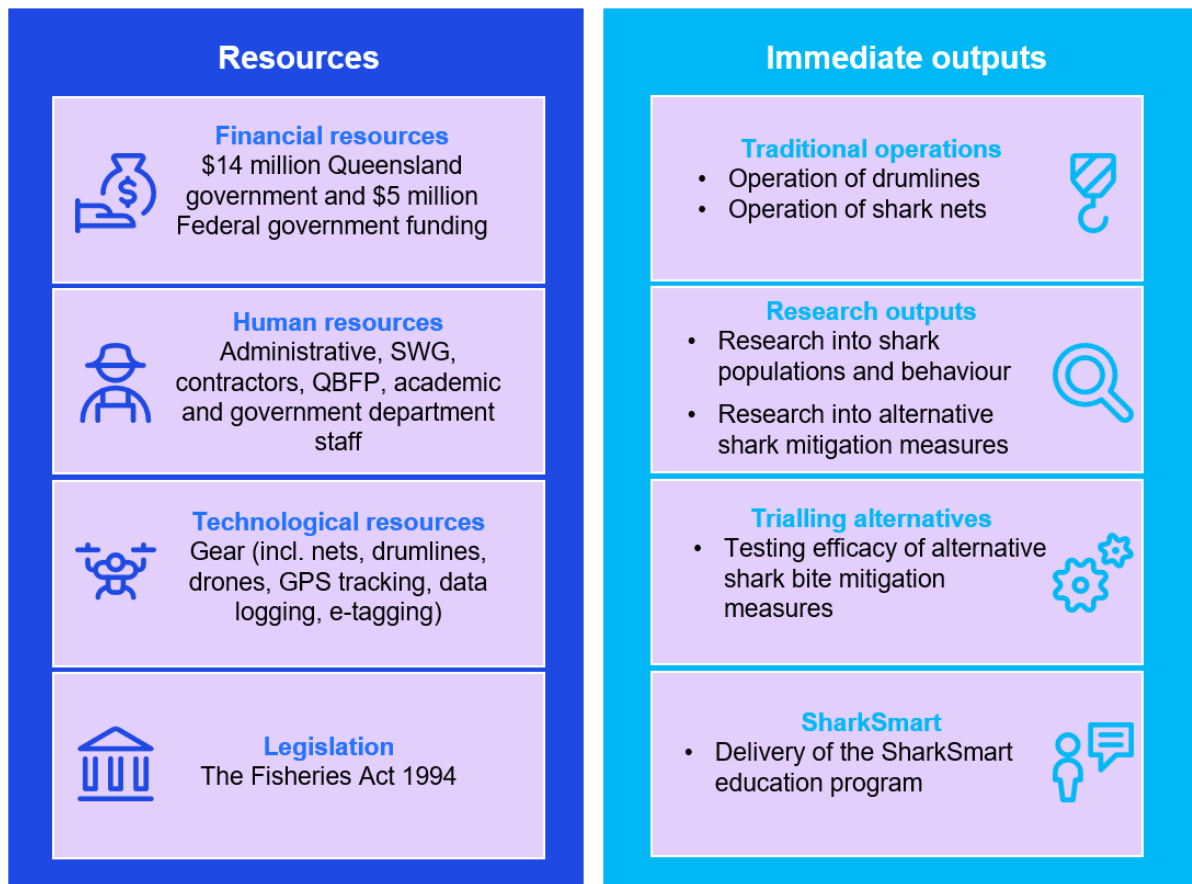 Resources
Financial resources
$14 million Queensland
government and $5 million
Federal government funding
Human resources
Administrative, SWG,
contractors, QBFP, academic
and government department
staff
Technological resources
Gear (incl. nets, drumlines,
drones, GPS tracking, data
logging, e-tagging)
Legislation
The Fisheries Act 1994
Immediate outputs
Traditional operations
• Operation of drumlines
• Operation of shark nets
Research outputs
• Research into shark
populations and behaviour
• Research into alternative
shark mitigation measures
Trialling alternatives
• Testing efficacy of alternative
shark bite mitigation
measures
SharkSmart
• Delivery of the SharkSmart
education program